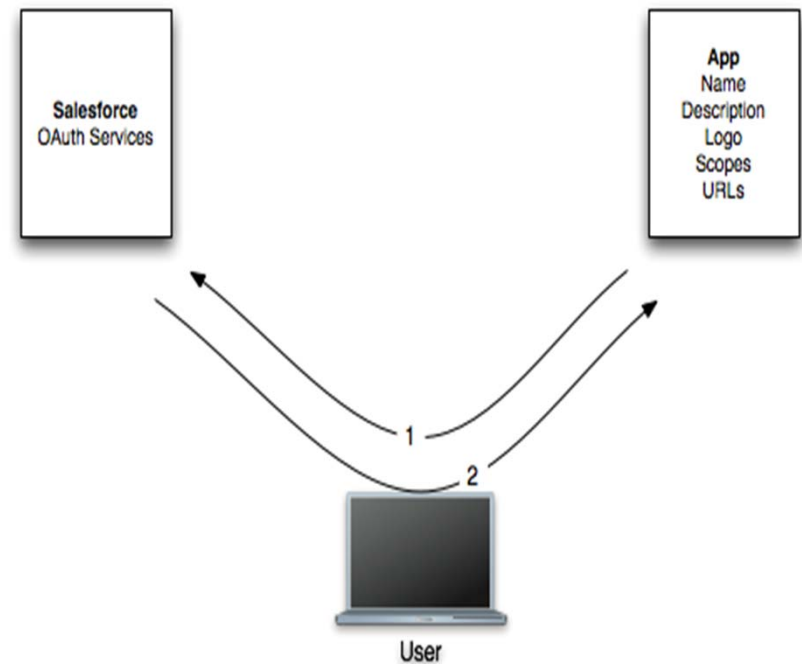 Salesforce
OAuth Services
App
Name
Description
Logo
Scopes
URLs
1
2
User